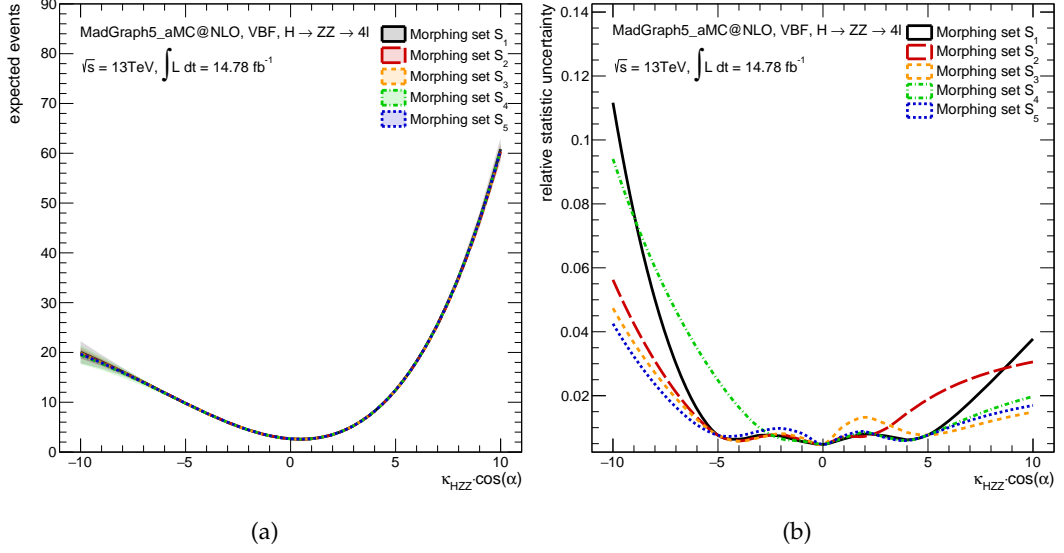 expected events
90
80
70
60
50
40
30
20
10
0
MadGraph5_aMC@NLO, VBF, H → ZZ → 4l
√s = 13TeV, ∫L dt = 14.78 fb⁻¹
Morphing set S₁
Morphing set S₂
Morphing set S₃
Morphing set S₄
Morphing set S₅
−10 −5 0 5 10
κHZZ·cos(α)
(a)
relative statistic uncertainty
0.14
0.12
0.1
0.08
0.06
0.04
0.02
MadGraph5_aMC@NLO, VBF, H → ZZ → 4l
√s = 13TeV, ∫L dt = 14.78 fb⁻¹
Morphing set S₁
Morphing set S₂
Morphing set S₃
Morphing set S₄
Morphing set S₅
−10 −5 0 5 10
κHZZ·cos(α)
(b)